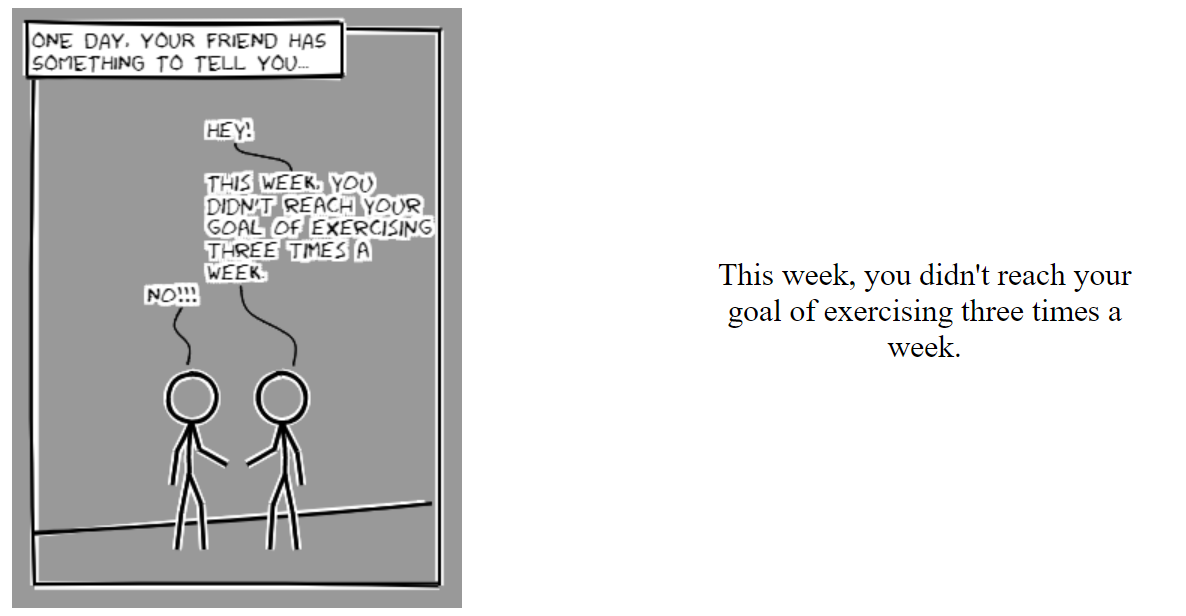 ONE DAY, YOUR FRIEND HAS
SOMETHING TO TELL YOU...
HEY!
THIS WEEK, YOU
DIDN'T REACH YOUR
GOAL OF EXERCISING
THREE TIMES A
WEEK.
NO!!!
This week, you didn't reach your
goal of exercising three times a
week.